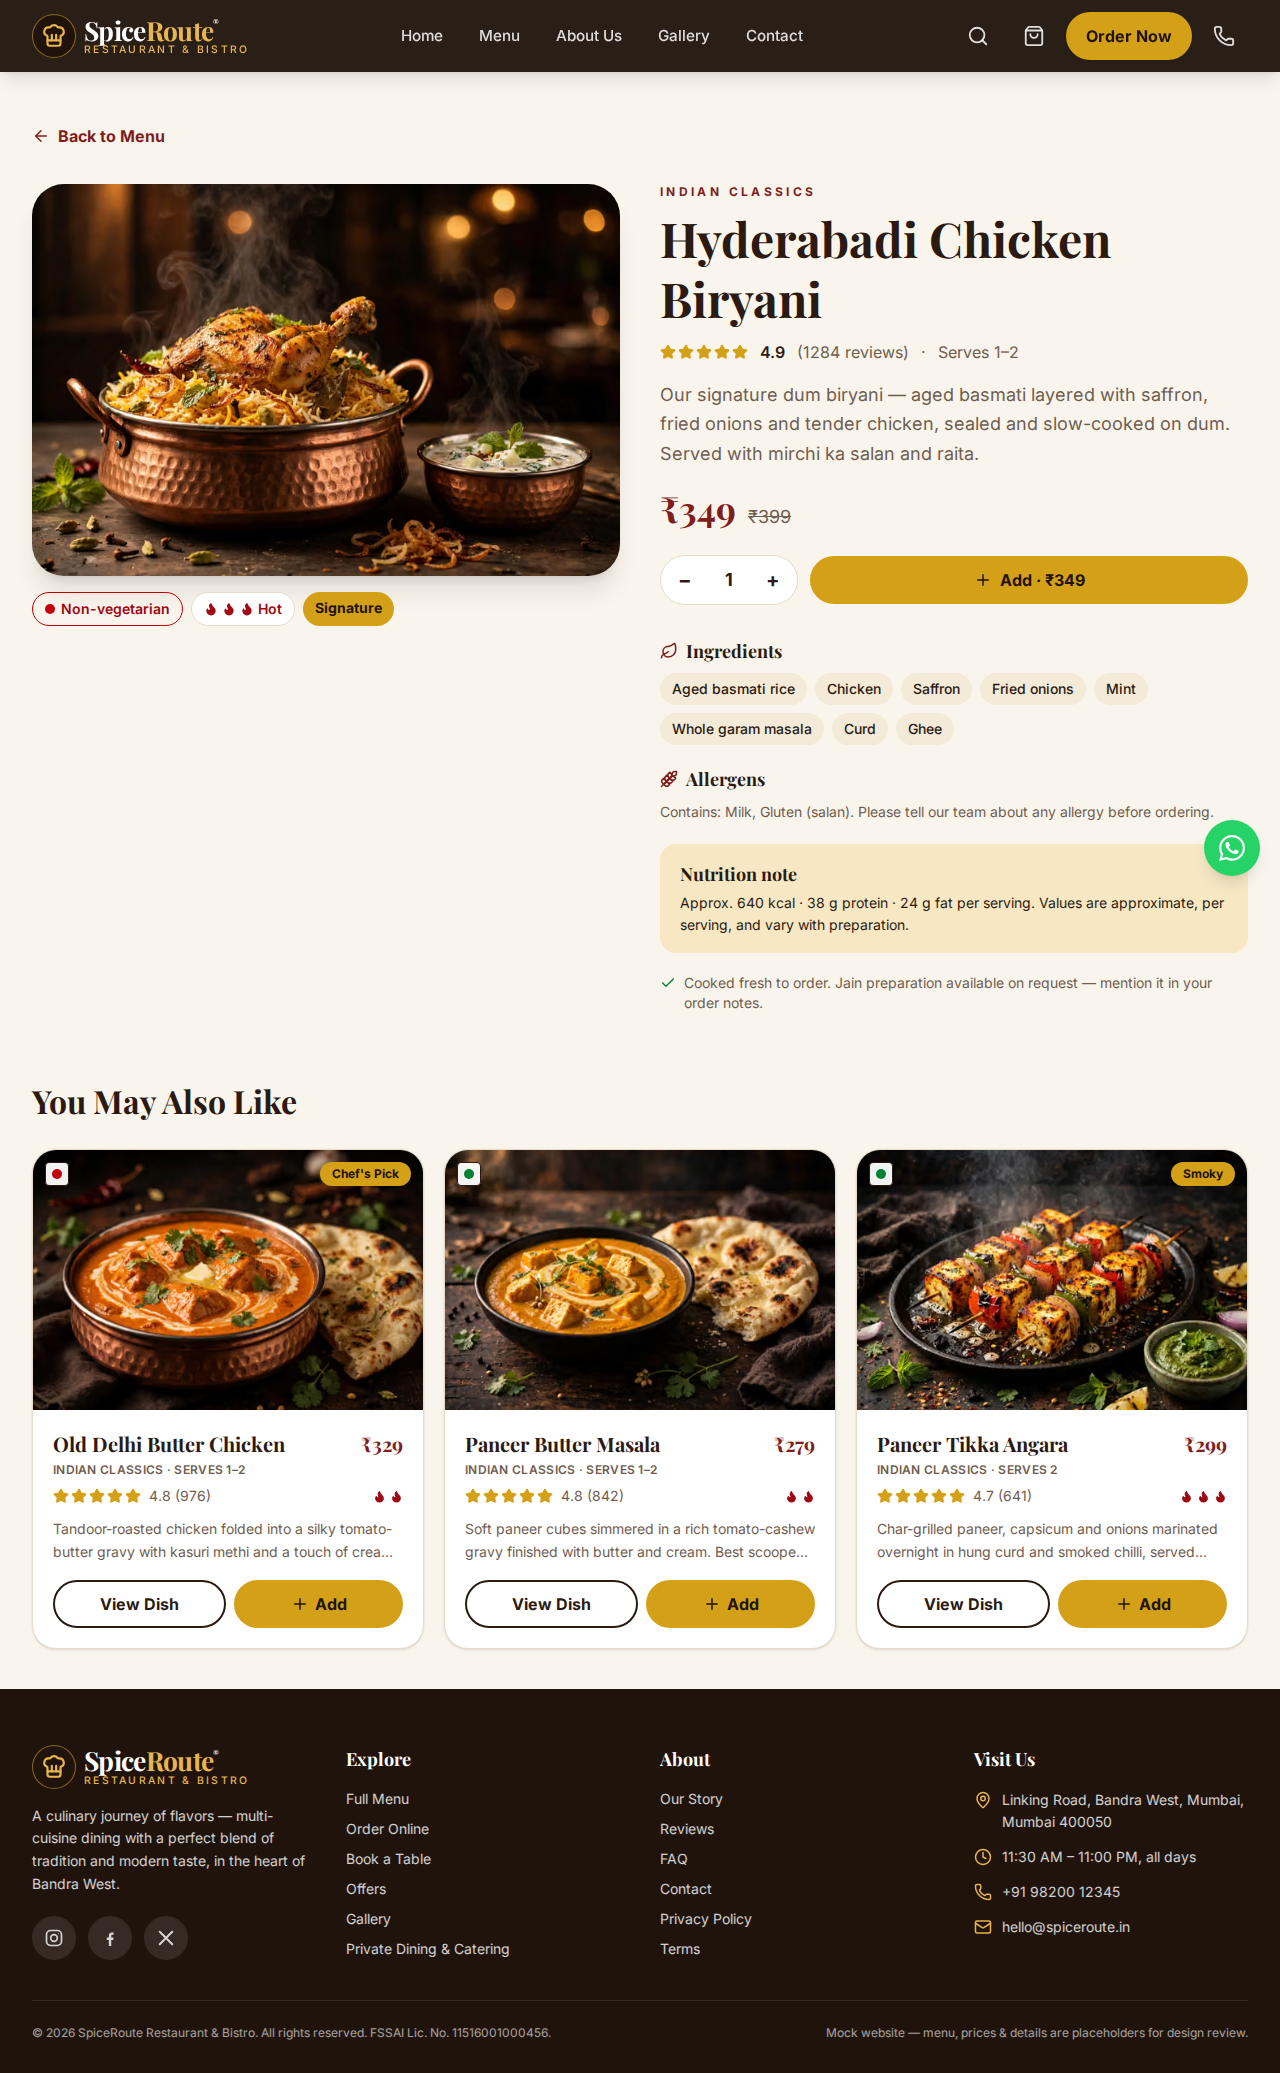 SpiceRoute®
RESTAURANT & BISTRO
Home
Menu
About Us
Gallery
Contact
Order Now
Back to Menu
INDIAN CLASSICS
Hyderabadi Chicken
Biryani
4.9 (1284 reviews) · Serves 1–2
Our signature dum biryani — aged basmati layered with saffron,
fried onions and tender chicken, sealed and slow-cooked on dum.
Served with mirchi ka salan and raita.
₹349 ₹399
− 1 +
Add · ₹349
Non-vegetarian
Hot
Signature
Ingredients
Aged basmati rice
Chicken
Saffron
Fried onions
Mint
Whole garam masala
Curd
Ghee
Allergens
Contains: Milk, Gluten (salan). Please tell our team about any allergy before ordering.
Nutrition note
Approx. 640 kcal · 38 g protein · 24 g fat per serving. Values are approximate, per
serving, and vary with preparation.
Cooked fresh to order. Jain preparation available on request — mention it in your
order notes.
You May Also Like
Chef's Pick
Old Delhi Butter Chicken ₹329
INDIAN CLASSICS · SERVES 1–2
4.8 (976)
Tandoor-roasted chicken folded into a silky tomato-
butter gravy with kasuri methi and a touch of crea...
View Dish
Add
Paneer Butter Masala ₹279
INDIAN CLASSICS · SERVES 1–2
4.8 (842)
Soft paneer cubes simmered in a rich tomato-cashew
gravy finished with butter and cream. Best scoope...
View Dish
Add
Smoky
Paneer Tikka Angara ₹299
INDIAN CLASSICS · SERVES 2
4.7 (641)
Char-grilled paneer, capsicum and onions marinated
overnight in hung curd and smoked chilli, served...
View Dish
Add
SpiceRoute®
RESTAURANT & BISTRO
A culinary journey of flavors — multi-
cuisine dining with a perfect blend of
tradition and modern taste, in the heart of
Bandra West.
Explore
Full Menu
Order Online
Book a Table
Offers
Gallery
Private Dining & Catering
About
Our Story
Reviews
FAQ
Contact
Privacy Policy
Terms
Visit Us
Linking Road, Bandra West, Mumbai,
Mumbai 400050
11:30 AM – 11:00 PM, all days
+91 98200 12345
hello@spiceroute.in
© 2026 SpiceRoute Restaurant & Bistro. All rights reserved. FSSAI Lic. No. 11516001000456.
Mock website — menu, prices & details are placeholders for design review.